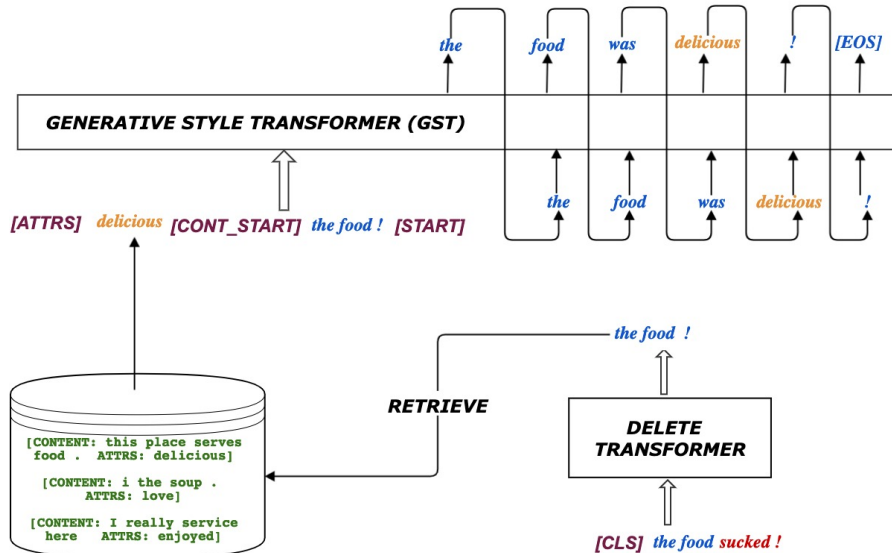 the food was delicious ! [EOS]
GENERATIVE STYLE TRANSFORMER (GST)
the food was delicious !
[ATTRS] delicious [CONT_START] the food ! [START]
the food !
RETRIEVE
DELETE
TRANSFORMER
[CONTENT: this place serves
food . ATTRS: delicious]
[CONTENT: i the soup .
ATTRS: love]
[CONTENT: I really service
here ATTRS: enjoyed]
[CLS] the food sucked !